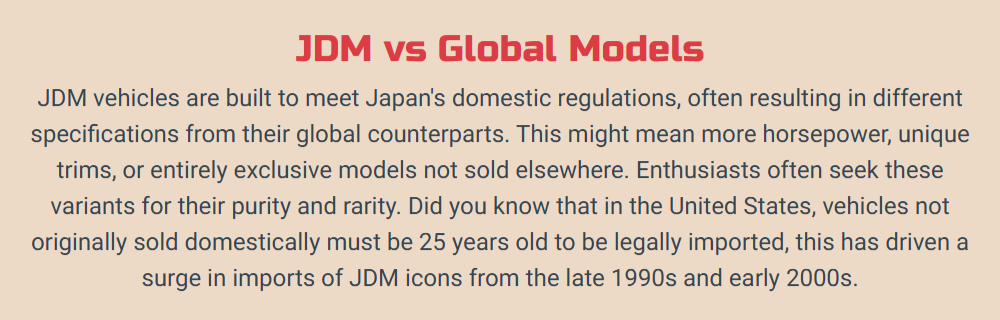 JDM vs Global Models
JDM vehicles are built to meet Japan's domestic regulations, often resulting in different
specifications from their global counterparts. This might mean more horsepower, unique
trims, or entirely exclusive models not sold elsewhere. Enthusiasts often seek these
variants for their purity and rarity. Did you know that in the United States, vehicles not
originally sold domestically must be 25 years old to be legally imported, this has driven a
surge in imports of JDM icons from the late 1990s and early 2000s.